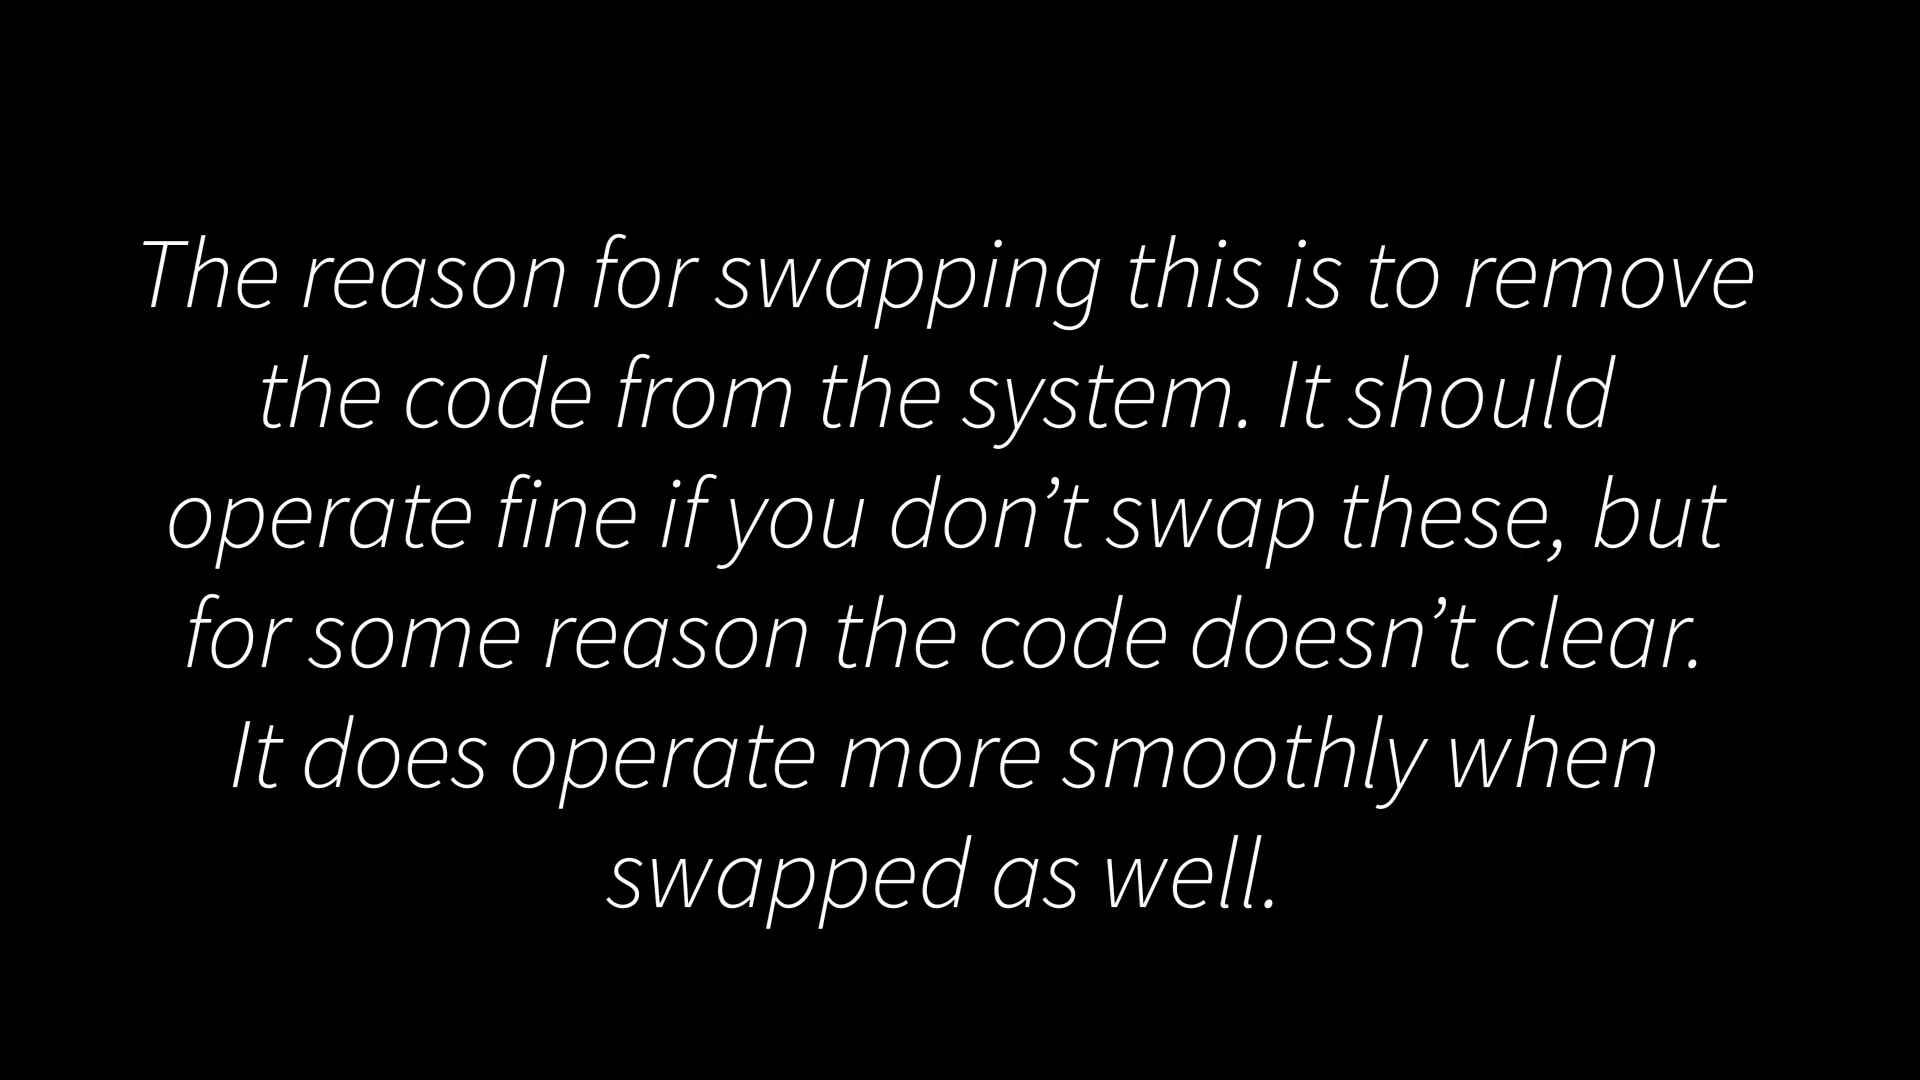 The reason for swapping this is to remove
the code from the system. It should
operate fine if you don’t swap these, but
for some reason the code doesn’t clear.
It does operate more smoothly when
swapped as well.